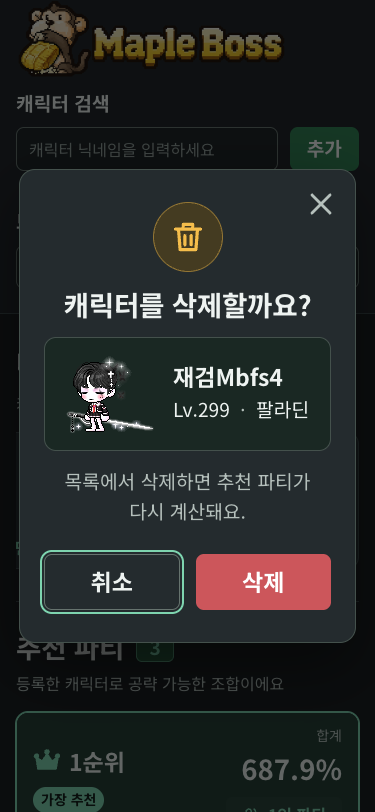 Maple Boss
캐릭터 검색
캐릭터 닉네임을 입력하세요
추가
캐릭터를 삭제할까요?
재검Mbfs4
Lv.299 · 팔라딘
목록에서 삭제하면 추천 파티가
다시 계산돼요.
취소
삭제
추천 파티
3
등록한 캐릭터로 공략 가능한 조합이에요
합계
1순위
687.9%
가장 추천